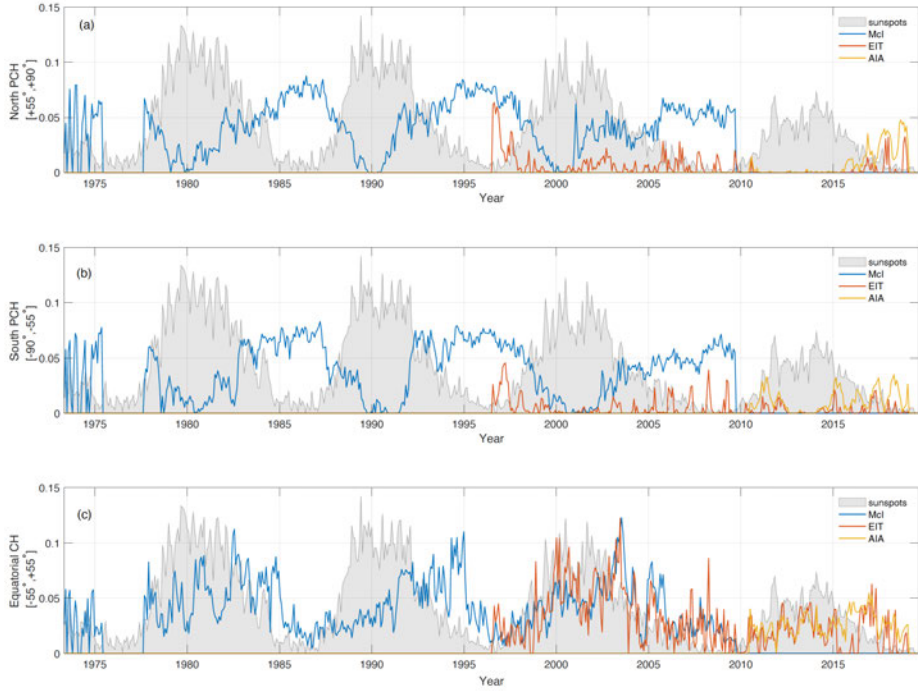 (a)
North PCH
[+55°,+90°]
0.15
0.1
0.05
0
sunspots
McI
EIT
AIA
1975 1980 1985 1990 1995 2000 2005 2010 2015
Year
(b)
South PCH
[-90°,-55°]
0.15
0.1
0.05
0
sunspots
McI
EIT
AIA
1975 1980 1985 1990 1995 2000 2005 2010 2015
Year
(c)
Equatorial CH
[-55°,+55°]
0.15
0.1
0.05
0
sunspots
McI
EIT
AIA
1975 1980 1985 1990 1995 2000 2005 2010 2015
Year